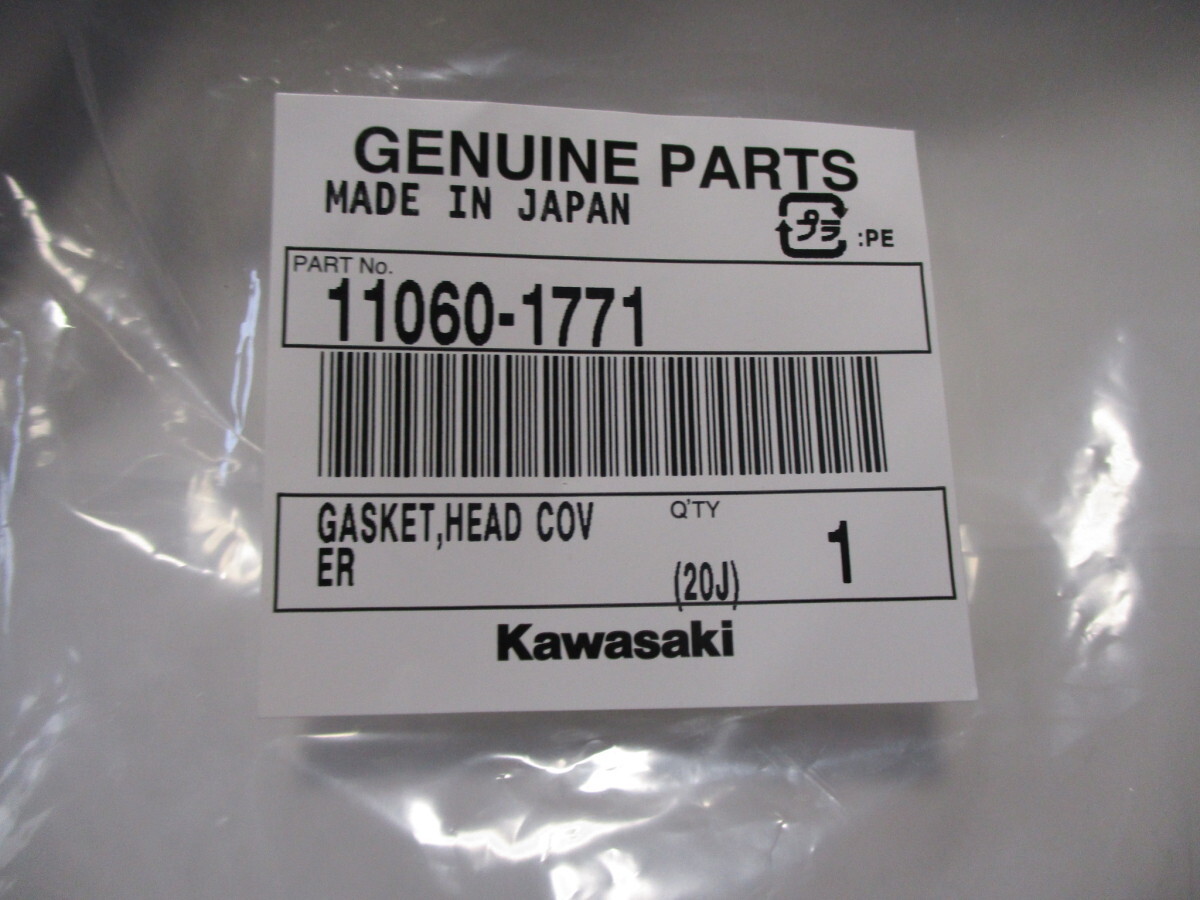 GENUINE PARTS
MADE IN JAPAN
プラ :PE
PART No.
11060-1771
GASKET,HEAD COV
ER
Q'TY
(20J)
1
Kawasaki